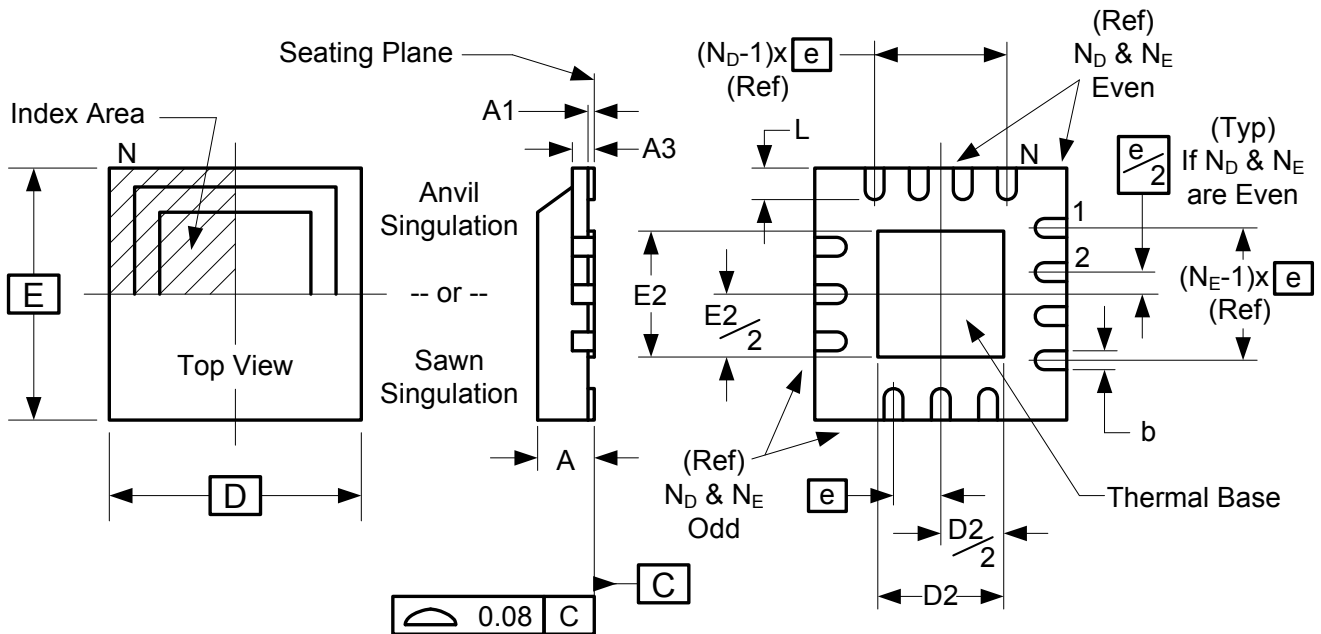 Seating Plane
Index Area
N
E
Top View
D
A1
A3
Anvil
Singulation
-- or --
Sawn
Singulation
A
0.08 C
C
(N_D-1)x e
(Ref)
(Ref)
N_D & N_E
Even
L
N
e/2
(Typ)
If N_D & N_E
are Even
1
2
E2
E2/2
(N_E-1)x e
(Ref)
b
(Ref)
N_D & N_E
Odd
e
Thermal Base
D2/2
D2